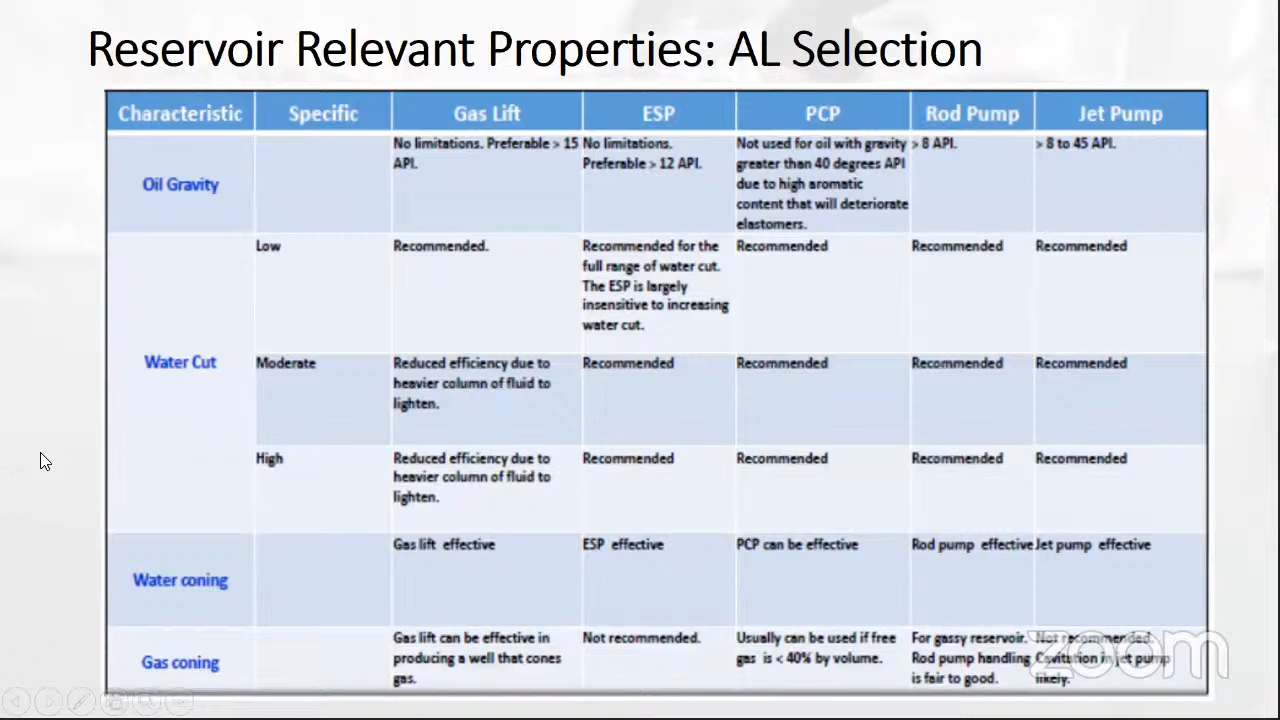 Reservoir Relevant Properties: AL Selection
Characteristic Specific Gas Lift ESP PCP Rod Pump Jet Pump
Oil Gravity
No limitations. Preferable > 15
API.
No limitations.
Preferable > 12 API.
Not used for oil with gravity
greater than 40 degrees API
due to high aromatic
content that will deteriorate
elastomers.
> 8 API.
> 8 to 45 API.
Water Cut
Low
Recommended.
Recommended for the
full range of water cut.
The ESP is largely
insensitive to increasing
water cut.
Recommended
Recommended
Recommended
Moderate
Reduced efficiency due to
heavier column of fluid to
lighten.
Recommended
Recommended
Recommended
Recommended
High
Reduced efficiency due to
heavier column of fluid to
lighten.
Recommended
Recommended
Recommended
Recommended
Water coning
Gas lift effective
ESP effective
PCP can be effective
Rod pump effective
Jet pump effective
Gas coning
Gas lift can be effective in
producing a well that cones
gas.
Not recommended.
Usually can be used if free
gas is < 40% by volume.
For gassy reservoir.
Rod pump handling
is fair to good.
Not recommended.
Cavitation in jet pump
likely.
zoom